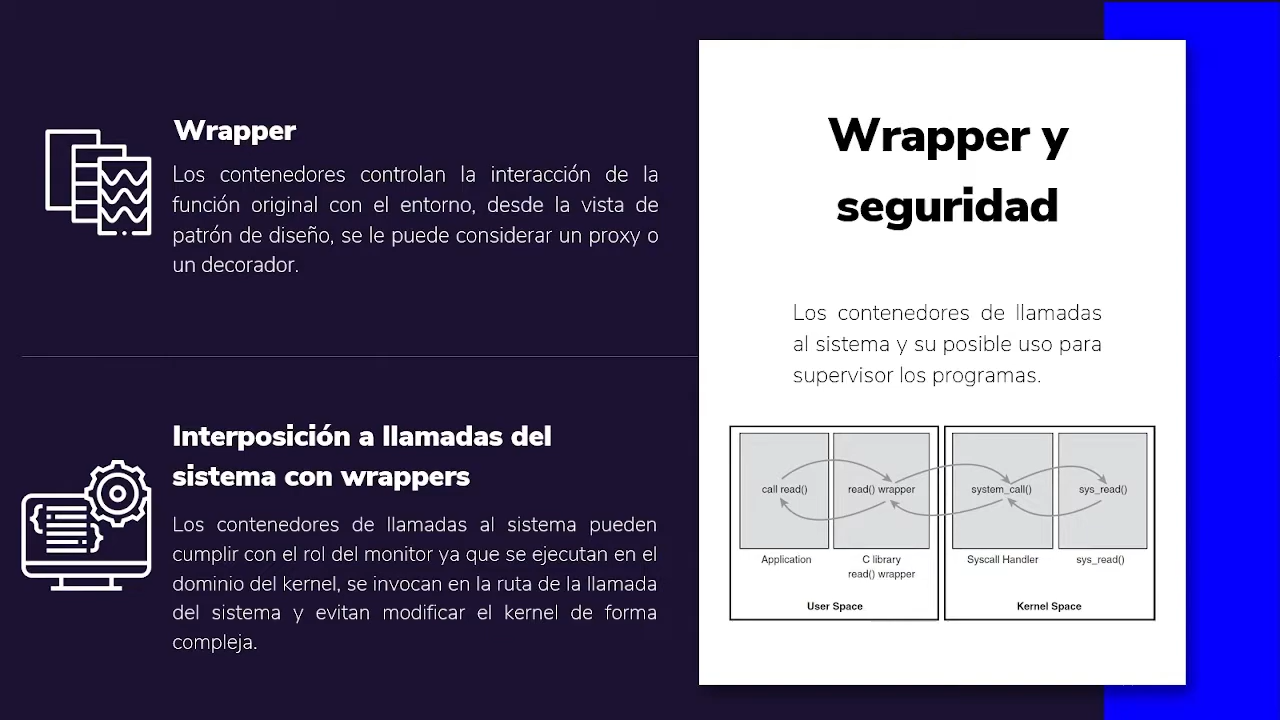 Wrapper
Los contenedores controlan la interacción de la
función original con el entorno, desde la vista de
patrón de diseño, se le puede considerar un proxy o
un decorador.
Interposición a llamadas del
sistema con wrappers
Los contenedores de llamadas al sistema pueden
cumplir con el rol del monitor ya que se ejecutan en el
dominio del kernel, se invocan en la ruta de la llamada
del sistema y evitan modificar el kernel de forma
compleja.
Wrapper y
seguridad
Los contenedores de llamadas
al sistema y su posible uso para
supervisor los programas.
call read()
read() wrapper
system_call()
sys_read()
Application
C library
read() wrapper
Syscall Handler
sys_read()
User Space
Kernel Space